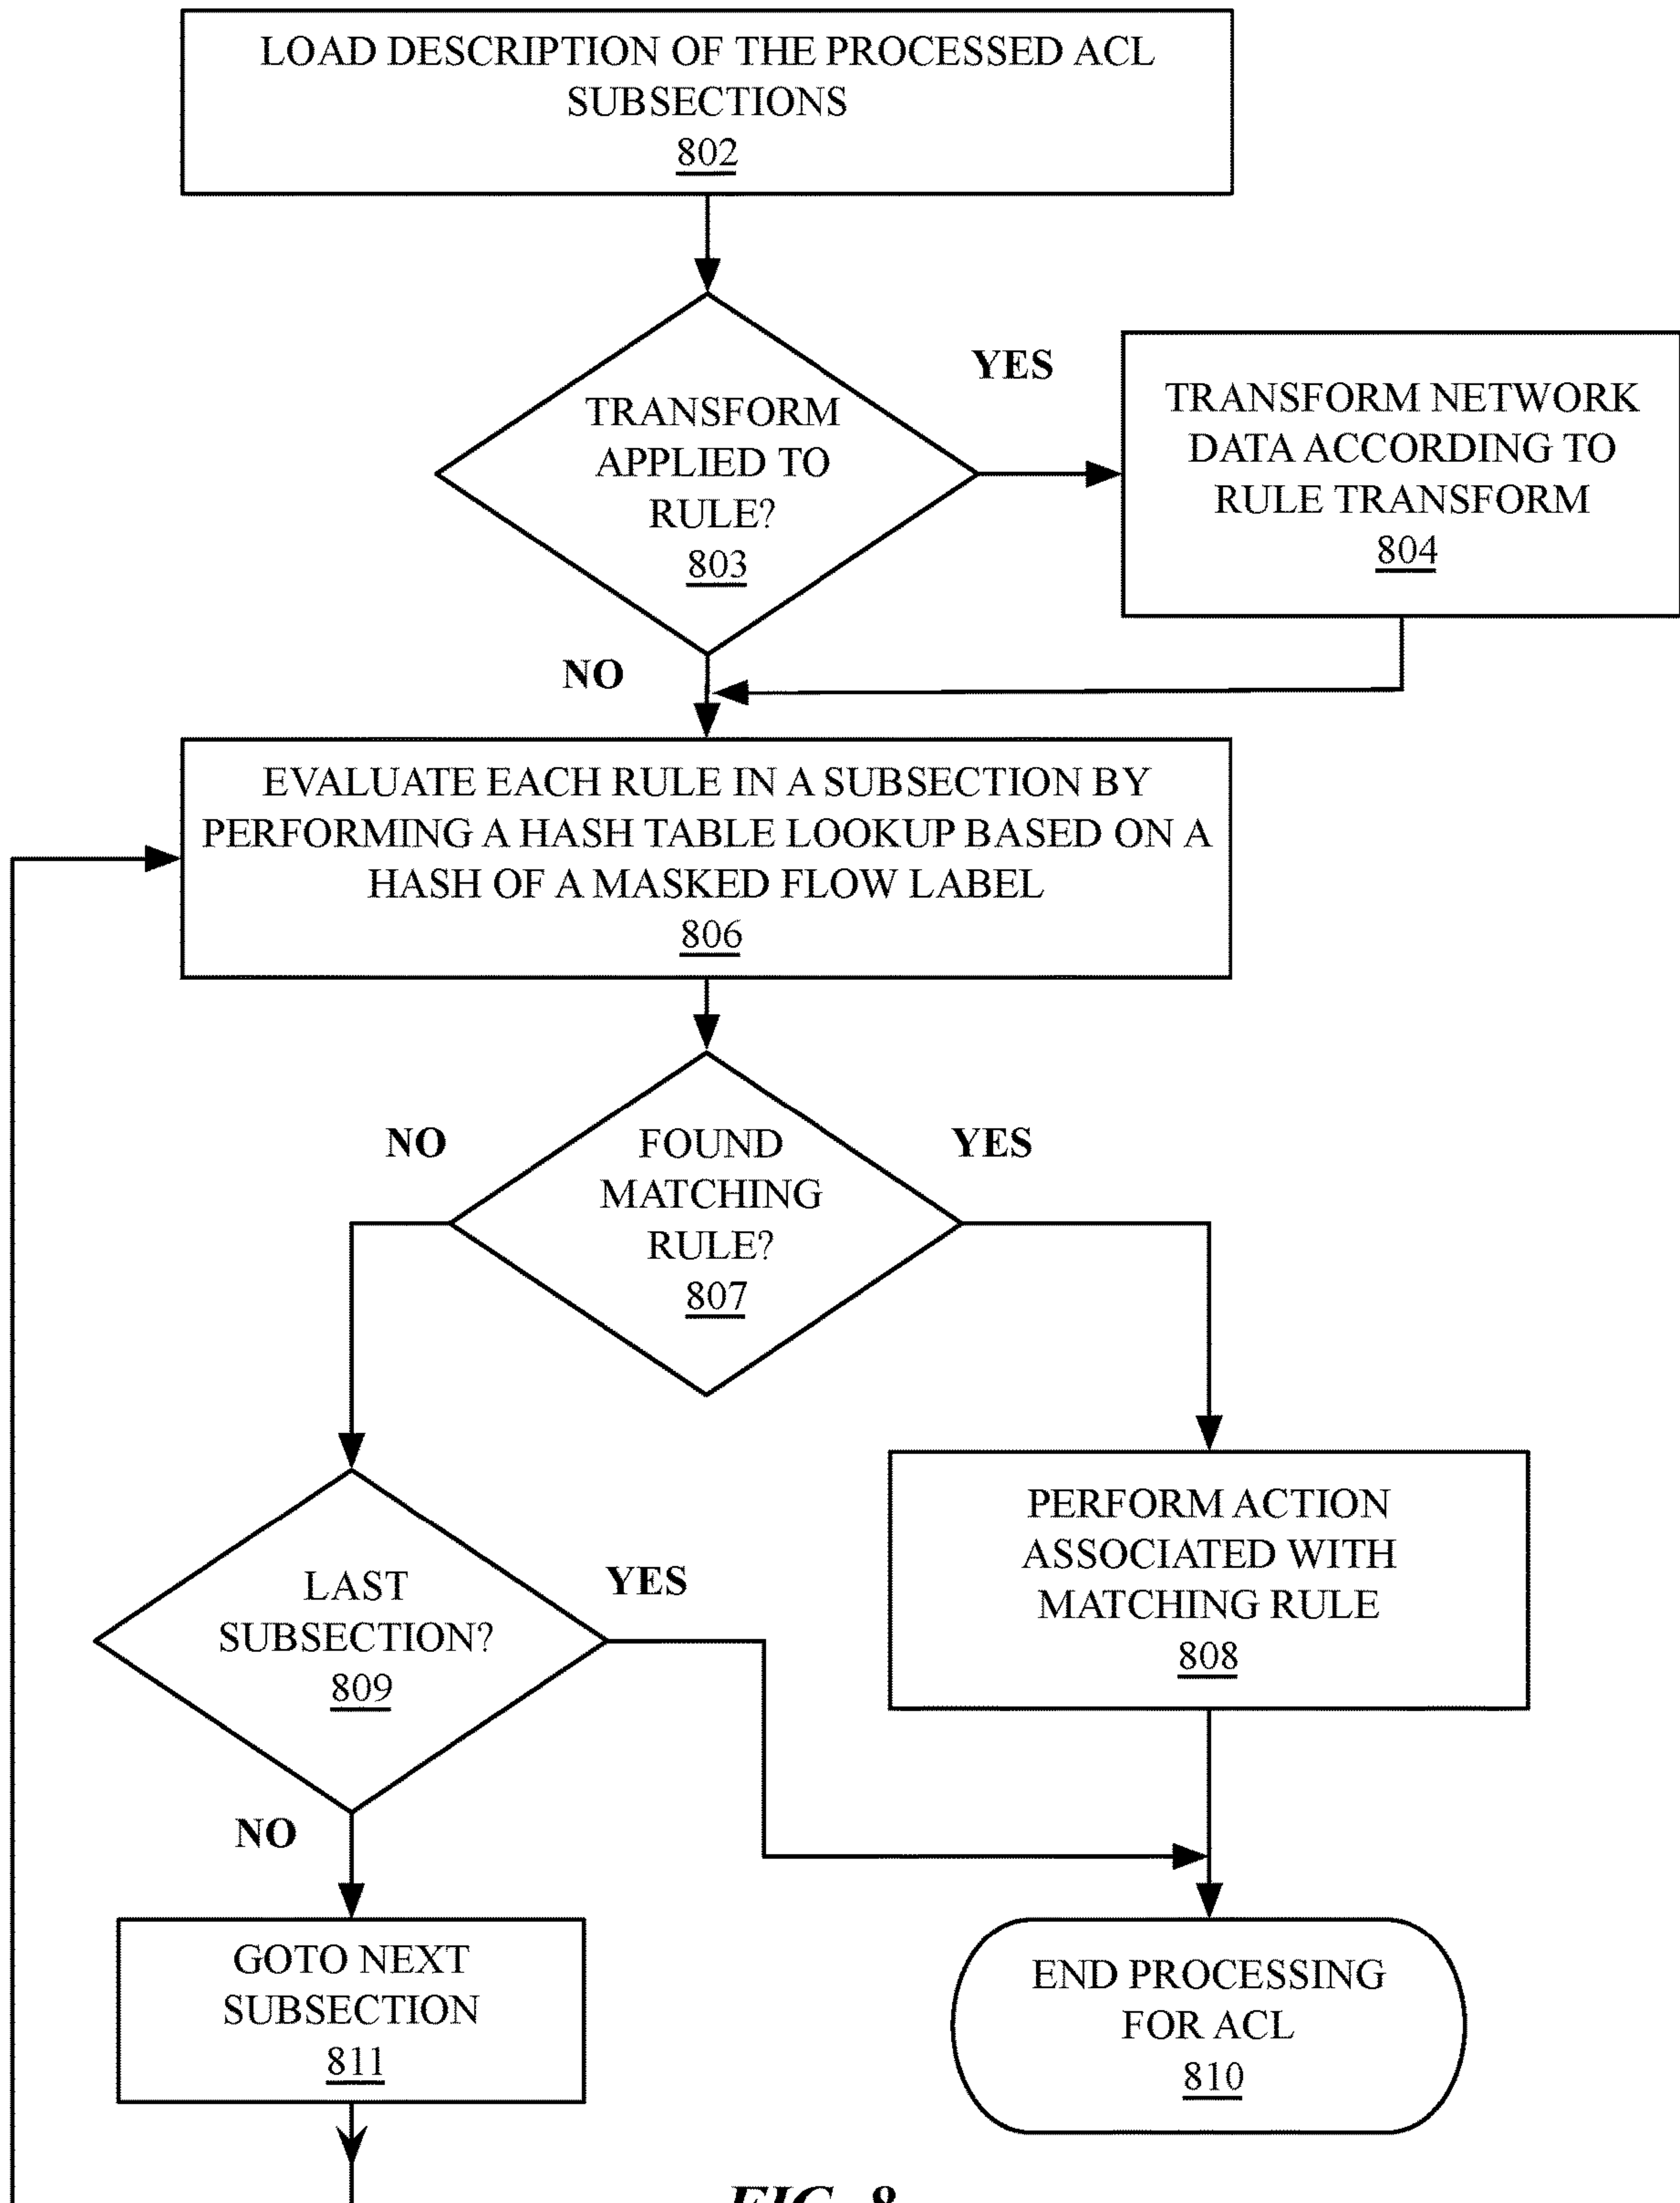 LOAD DESCRIPTION OF THE PROCESSED ACL
SUBSECTIONS
802
YES
TRANSFORM
APPLIED TO
RULE?
803
TRANSFORM NETWORK
DATA ACCORDING TO
RULE TRANSFORM
804
NO
EVALUATE EACH RULE IN A SUBSECTION BY
PERFORMING A HASH TABLE LOOKUP BASED ON A
HASH OF A MASKED FLOW LABEL
806
NO
FOUND
MATCHING
RULE?
807
YES
LAST
SUBSECTION?
809
YES
PERFORM ACTION
ASSOCIATED WITH
MATCHING RULE
808
NO
GOTO NEXT
SUBSECTION
811
END PROCESSING
FOR ACL
810
FIG. 8